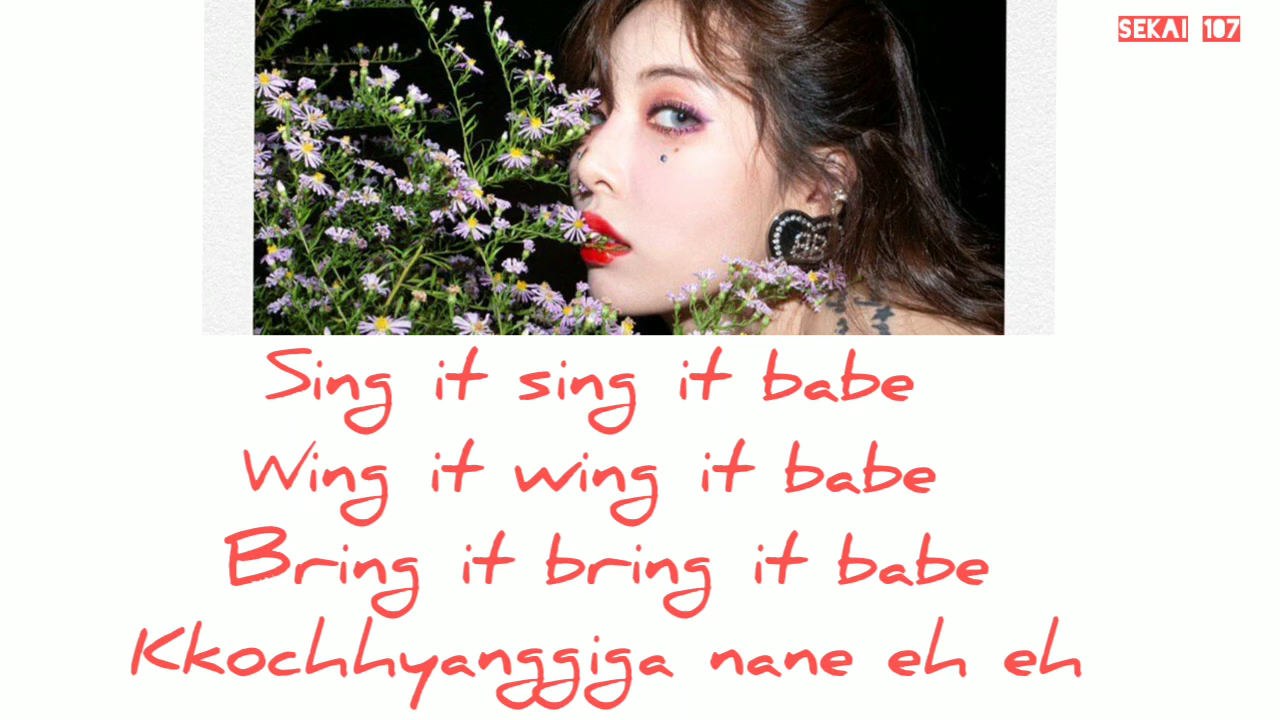 SEKAI 107
Sing it sing it babe
Wing it wing it babe
Bring it bring it babe
Kkochhyanggiga nane eh eh